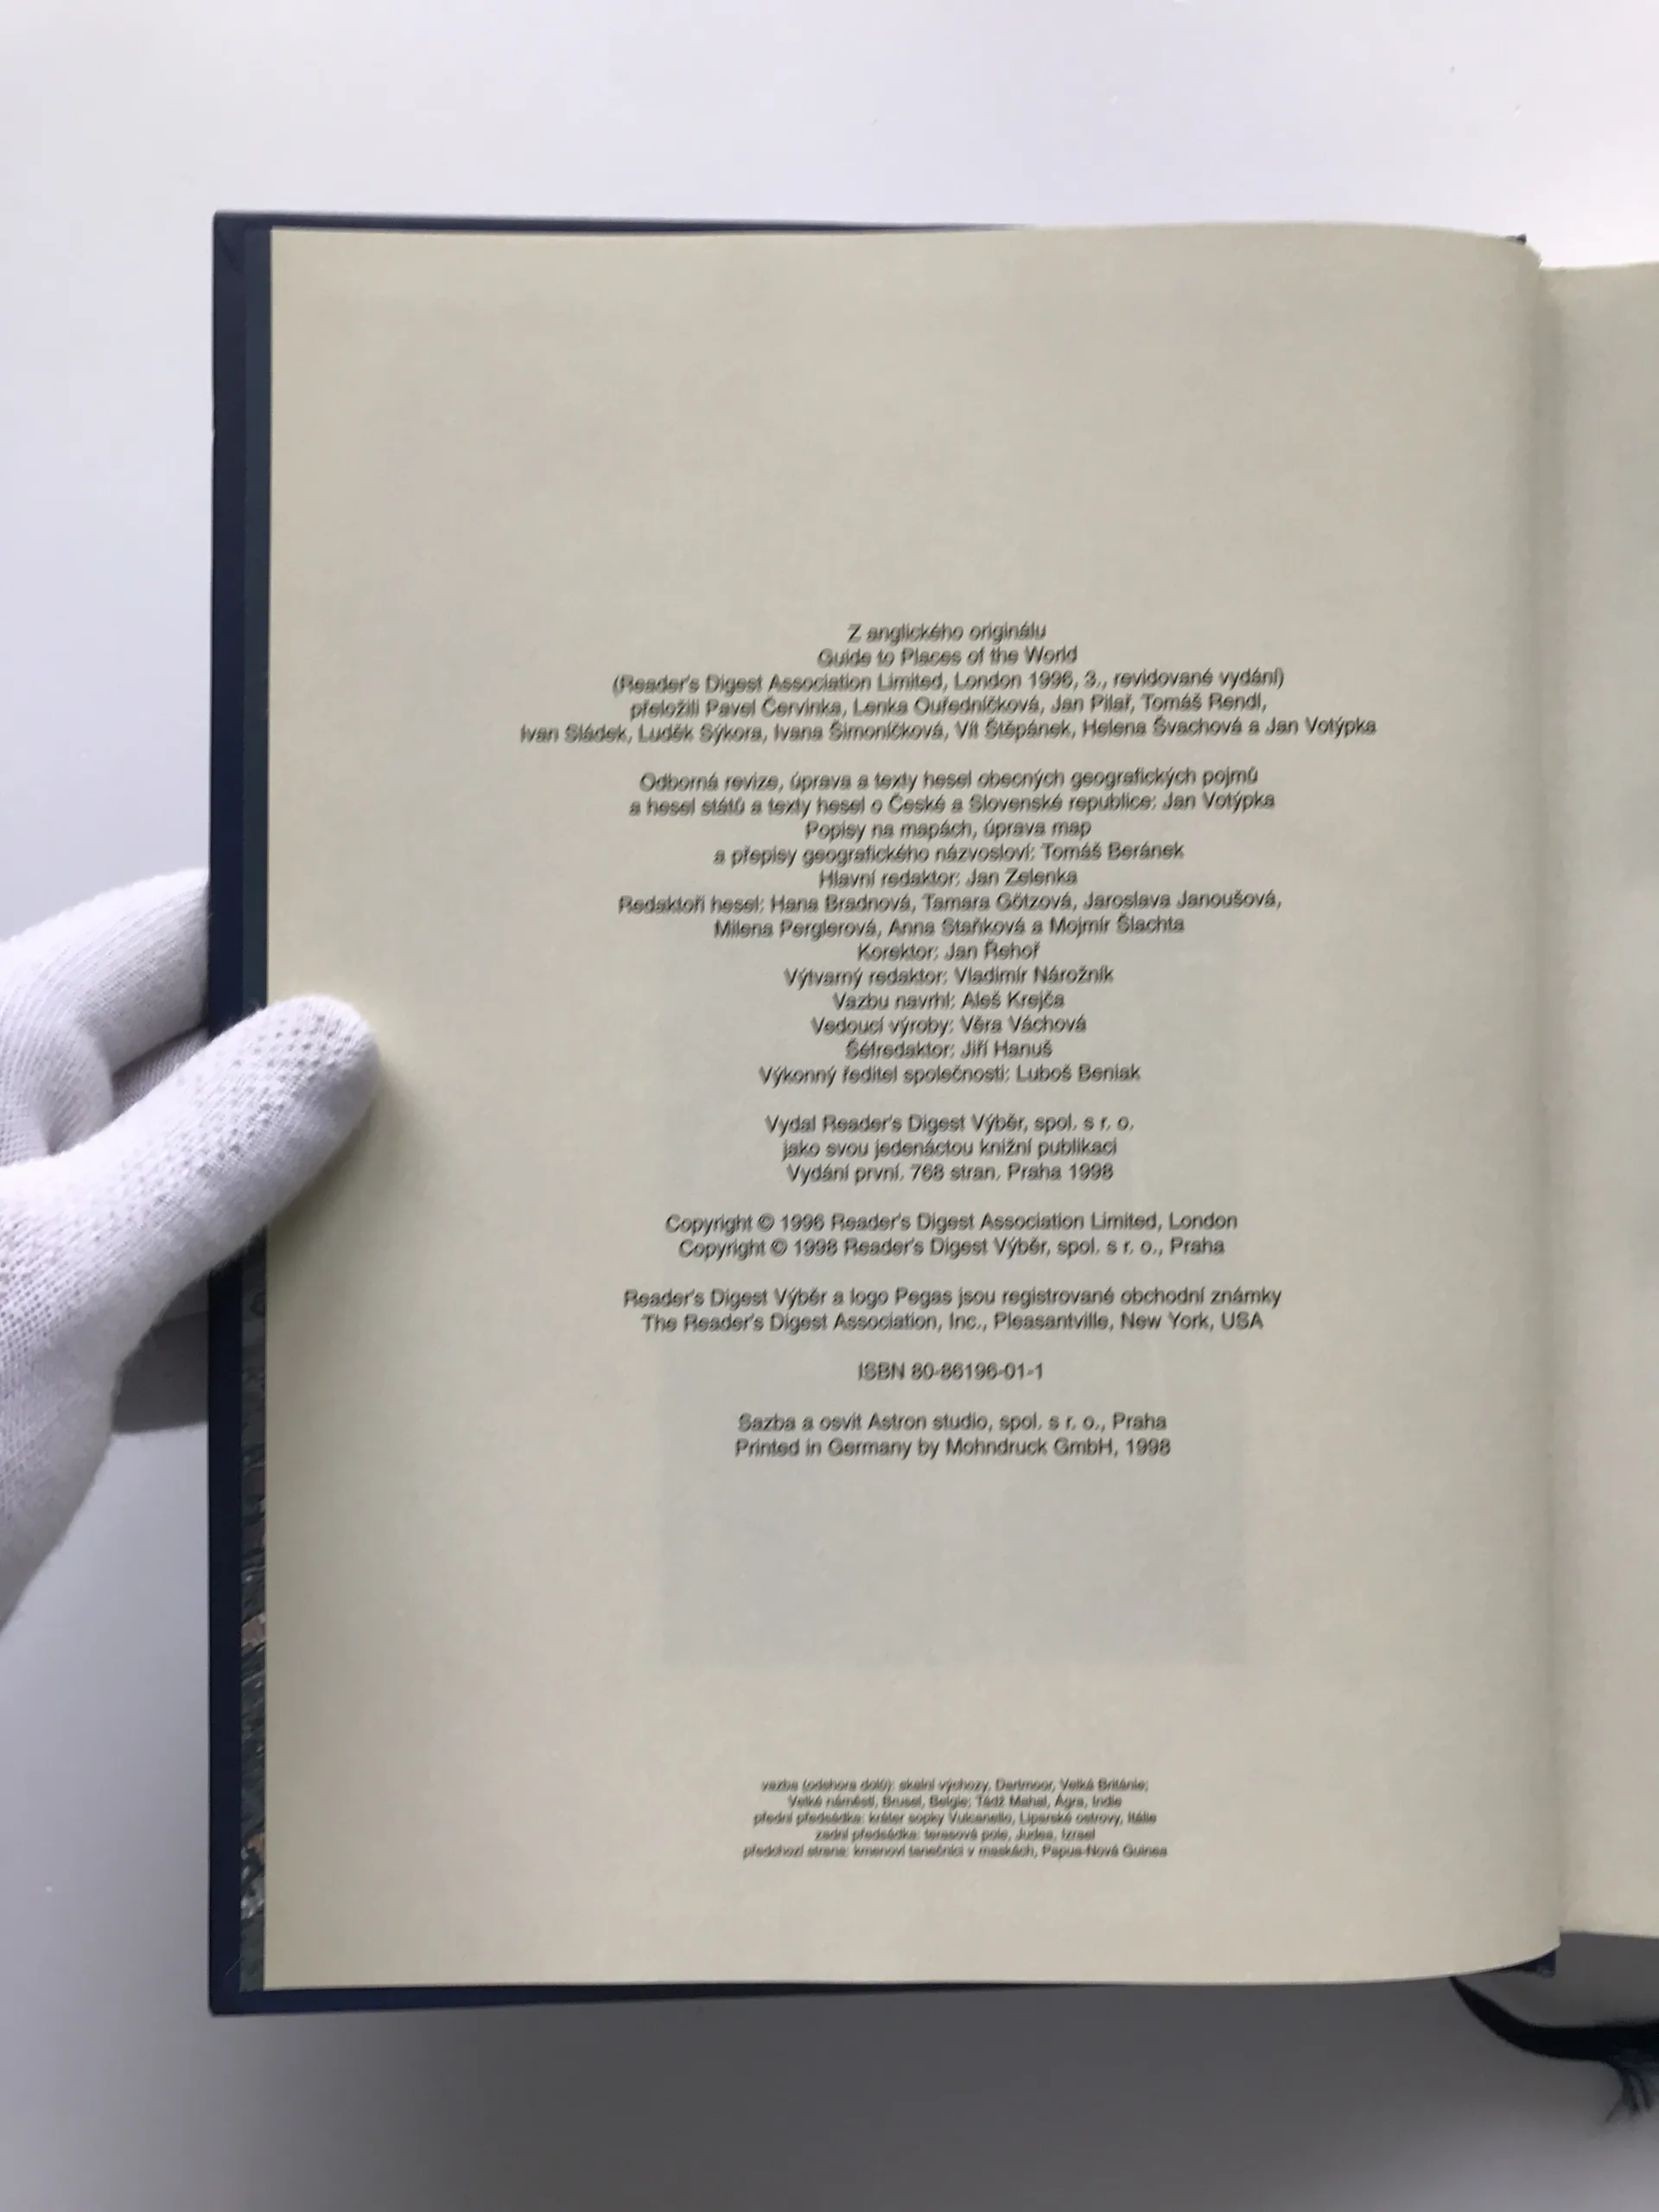 Z anglického originálu
Guide to Places of the World
(Reader's Digest Association Limited, London 1996, 3., revidované vydání)
přeložili Pavel Červinka, Lenka Ouředníčková, Jan Pilař, Tomáš Rendl,
Ivan Sládek, Luděk Sýkora, Ivana Šimoníčková, Vít Štěpánek, Helena Švachová a Jan Votýpka
Odborná revize, úprava a texty hesel obecných geografických pojmů
a hesel států a texty hesel o České a Slovenské republice: Jan Votýpka
Popisy na mapách, úprava map
a přepisy geografického názvosloví: Tomáš Beránek
Hlavní redaktor: Jan Zelenka
Redaktoři hesel: Hana Bradnová, Tamara Götzová, Jaroslava Janoušová,
Milena Perglerová, Anna Staňková a Mojmír Šlachta
Korektor: Jan Řehoř
Výtvarný redaktor: Vladimír Nárožník
Vazbu navrhl: Aleš Krejča
Vedoucí výroby: Věra Váchová
Šéfredaktor: Jiří Hanuš
Výkonný ředitel společnosti: Luboš Beniak
Vydal Reader's Digest Výběr, spol. s r. o.
jako svou jedenáctou knižní publikaci
Vydání první. 768 stran. Praha 1998
Copyright © 1996 Reader's Digest Association Limited, London
Copyright © 1998 Reader's Digest Výběr, spol. s r. o., Praha
Reader's Digest Výběr a logo Pegas jsou registrované obchodní známky
The Reader's Digest Association, Inc., Pleasantville, New York, USA
ISBN 80-86196-01-1
Sazba a osvit Astron studio, spol. s r. o., Praha
Printed in Germany by Mohndruck GmbH, 1998
vazba (odshora dolů): skalní výchozy, Dartmoor, Velká Británie;
Velké náměstí, Brusel, Belgie; Tádž Mahal, Ágra, Indie
přední předsádka: kráter sopky Vulcanello, Liparské ostrovy, Itálie
zadní předsádka: terasová pole, Judea, Izrael
předchozí strana: kmenoví tanečníci v maskách, Papua-Nová Guinea